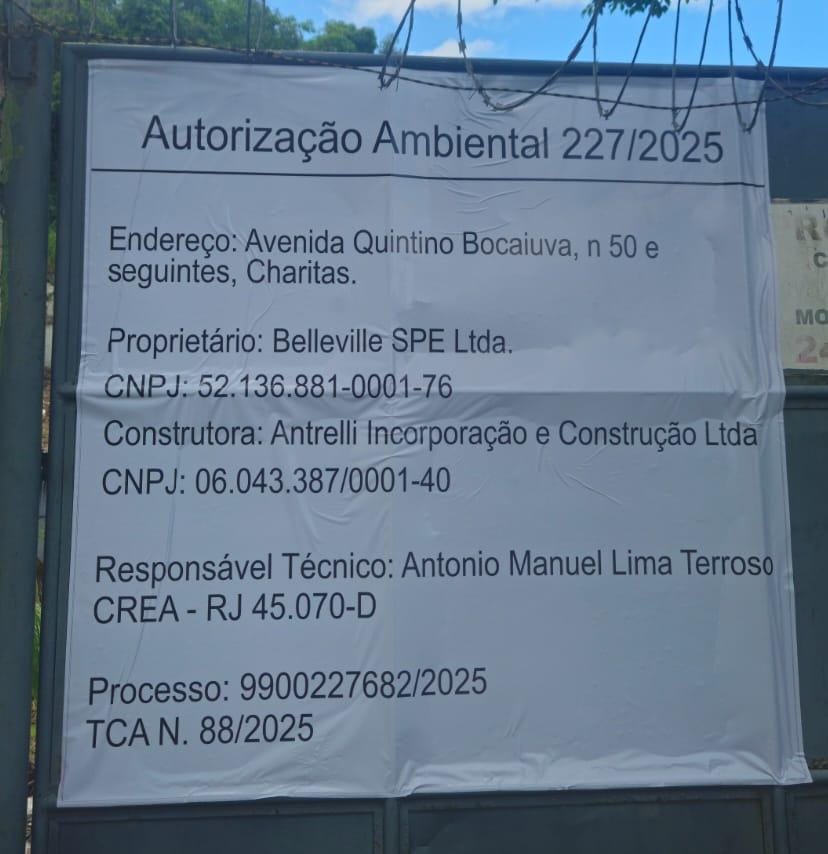 Autorização Ambiental 227/2025
Endereço: Avenida Quintino Bocaiuva, n 50 e
seguintes, Charitas.
Proprietário: Belleville SPE Ltda.
CNPJ: 52.136.881-0001-76
Construtora: Antrelli Incorporação e Construção Ltda
CNPJ: 06.043.387/0001-40
Responsável Técnico: Antonio Manuel Lima Terroso
CREA - RJ 45.070-D
Processo: 9900227682/2025
TCA N. 88/2025